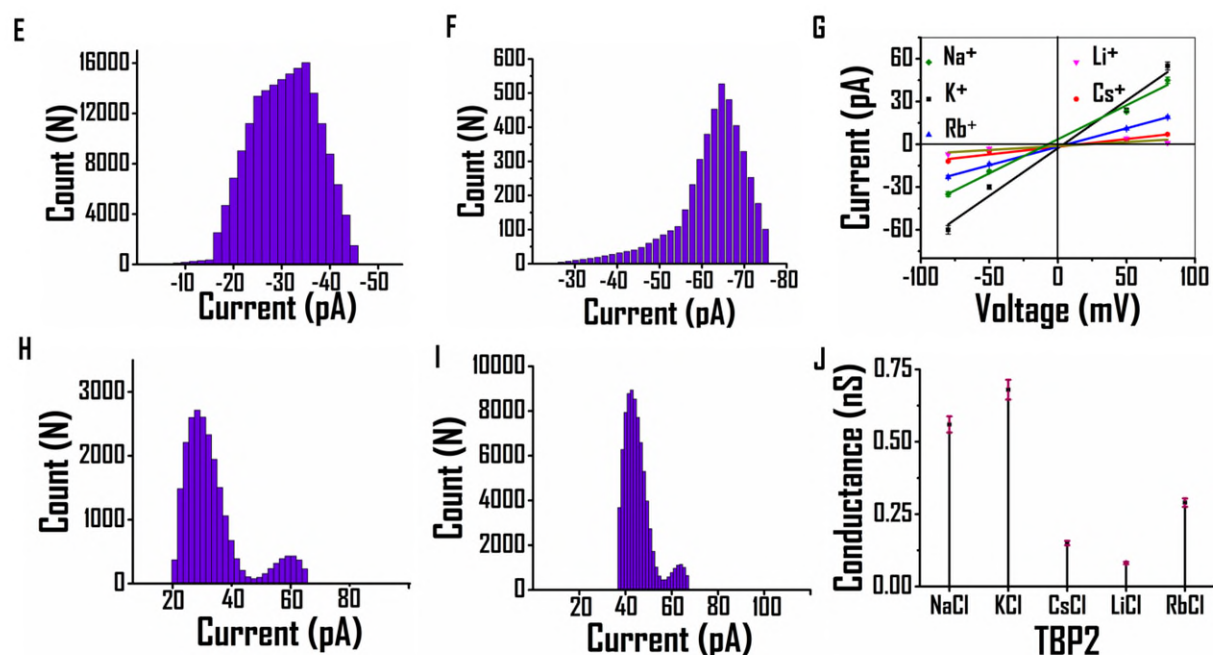 E
16000
12000
8000
4000
0
Count (N)
-10 -20 -30 -40 -50
Current (pA)
F
600
500
400
300
200
100
0
Count (N)
-30 -40 -50 -60 -70 -80
Current (pA)
G
60
30
0
-30
-60
Current (pA)
Na+ Li+
K+ Cs+
Rb+
-100 -50 0 50 100
Voltage (mV)
H
3000
2000
1000
0
Count (N)
20 40 60 80
Current (pA)
I
10000
8000
6000
4000
2000
0
Count (N)
20 40 60 80 100
Current (pA)
J
0.75
0.50
0.25
0.00
Conductance (nS)
NaCl KCl CsCl LiCl RbCl
TBP2